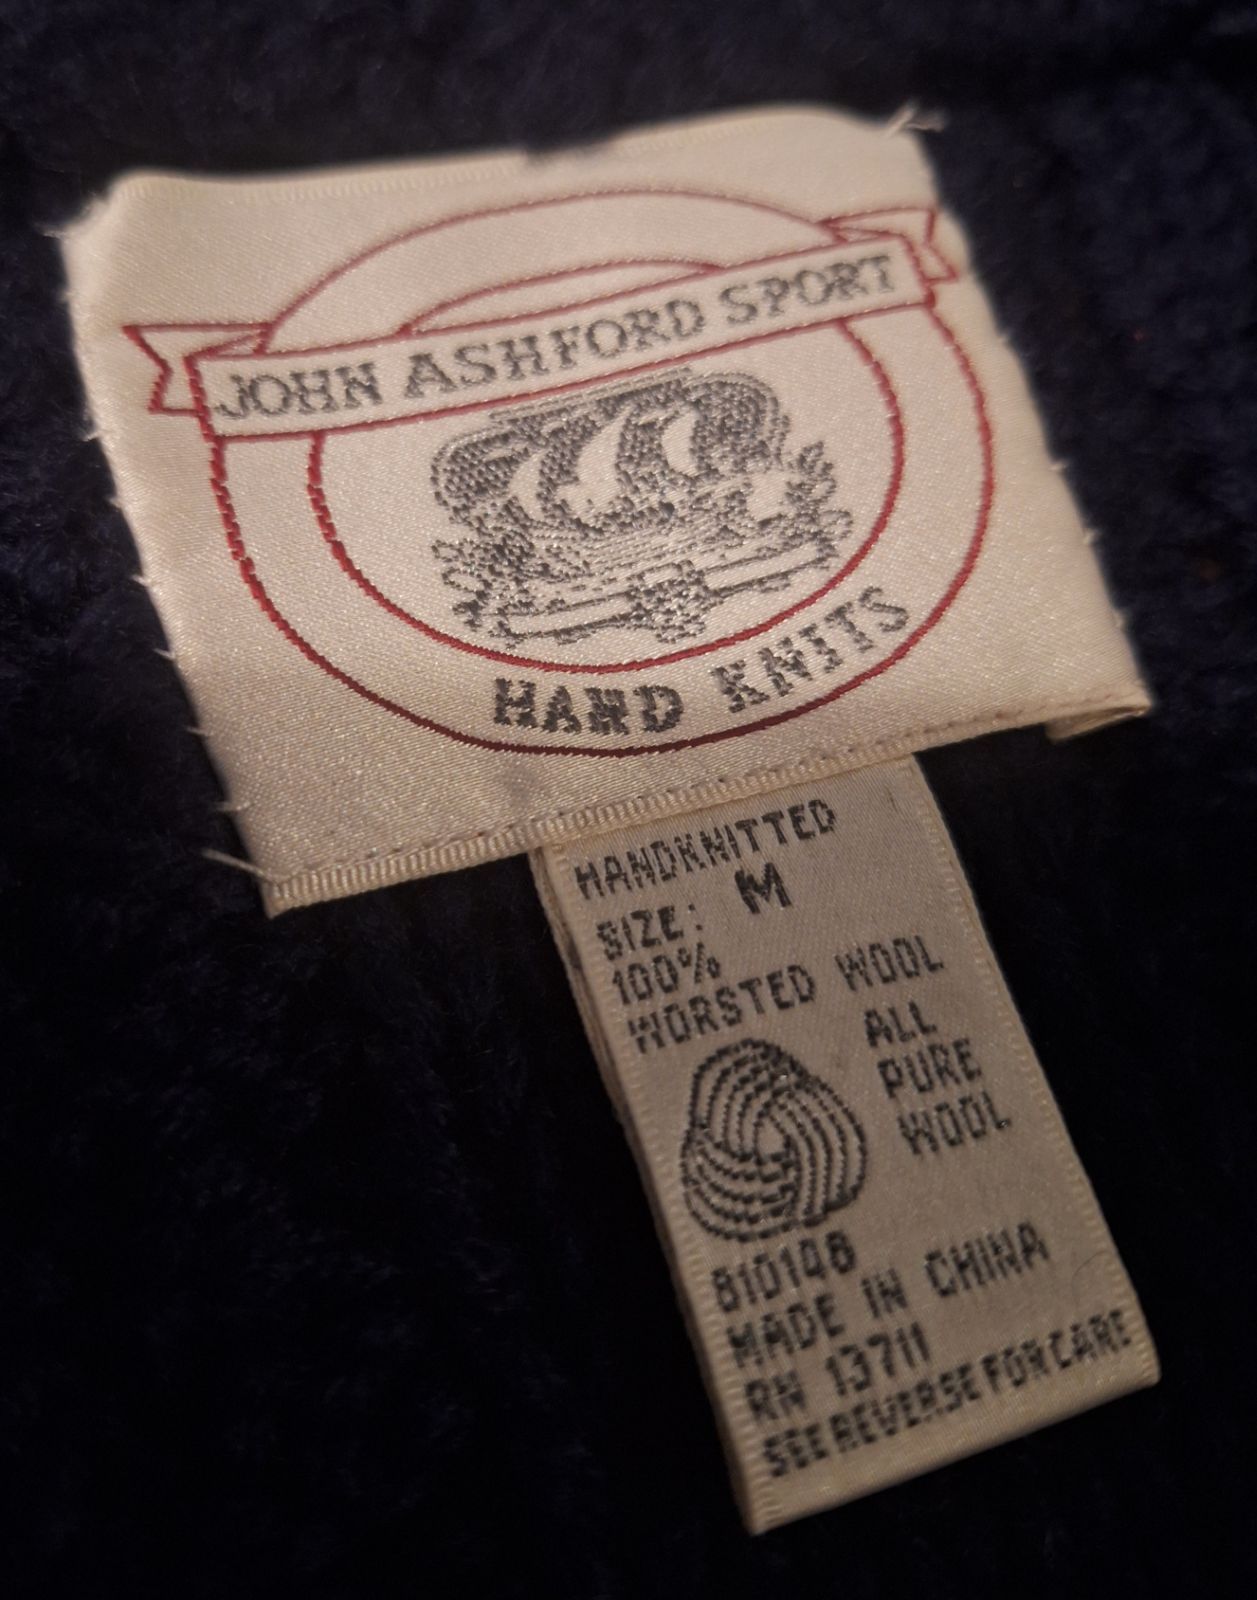 JOHN ASHFORD SPORT
HAND KNITS
HANDKNITTED
SIZE: M
100%
WORSTED WOOL
ALL
PURE
WOOL
810148
MADE IN CHINA
RN 13711
SEE REVERSE FOR CARE